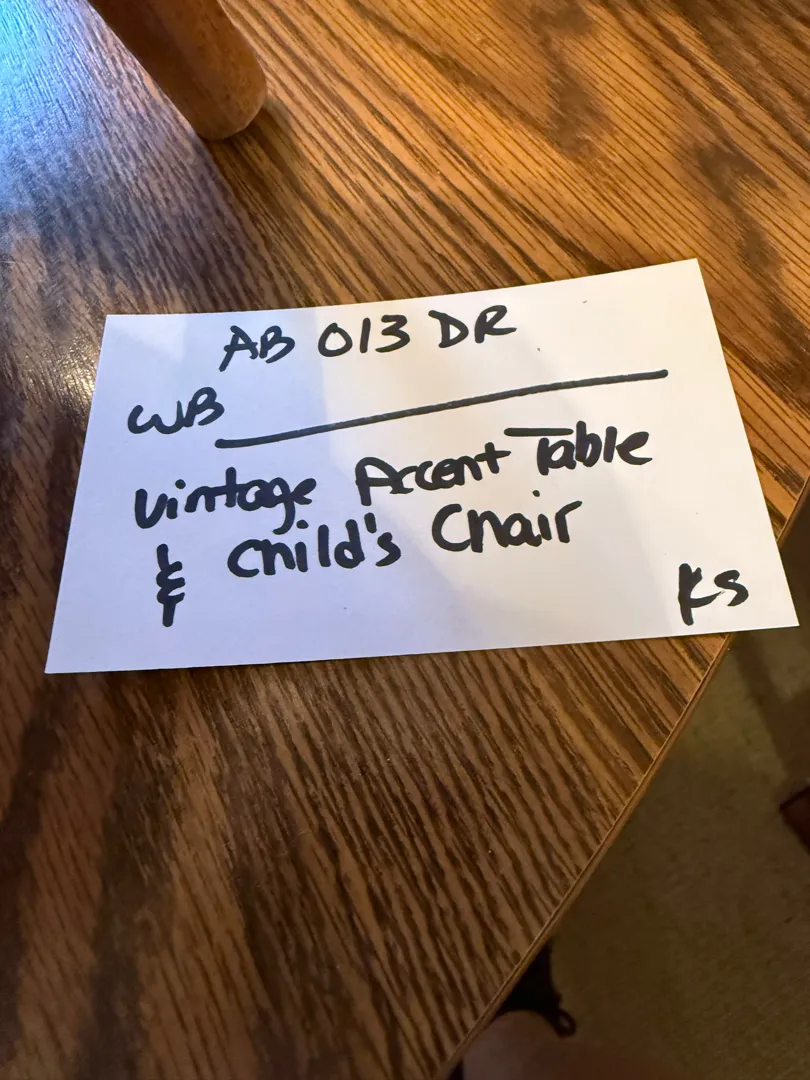 AB 013 DR
WB
Vintage Accent Table
& Child's Chair
KS